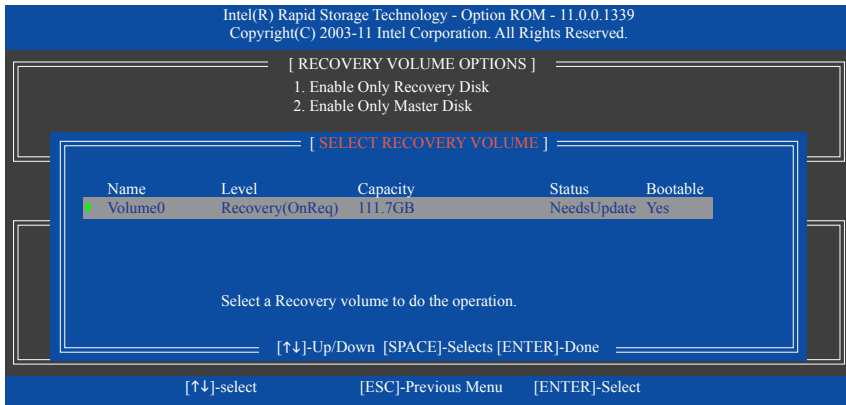 Intel(R) Rapid Storage Technology - Option ROM - 11.0.0.1339
Copyright(C) 2003-11 Intel Corporation. All Rights Reserved.
[ RECOVERY VOLUME OPTIONS ]
1. Enable Only Recovery Disk
2. Enable Only Master Disk
[ SELECT RECOVERY VOLUME ]
Name Level Capacity Status Bootable
Volume0 Recovery(OnReq) 111.7GB NeedsUpdate Yes
Select a Recovery volume to do the operation.
[↑↓]-Up/Down [SPACE]-Selects [ENTER]-Done
[↑↓]-select [ESC]-Previous Menu [ENTER]-Select